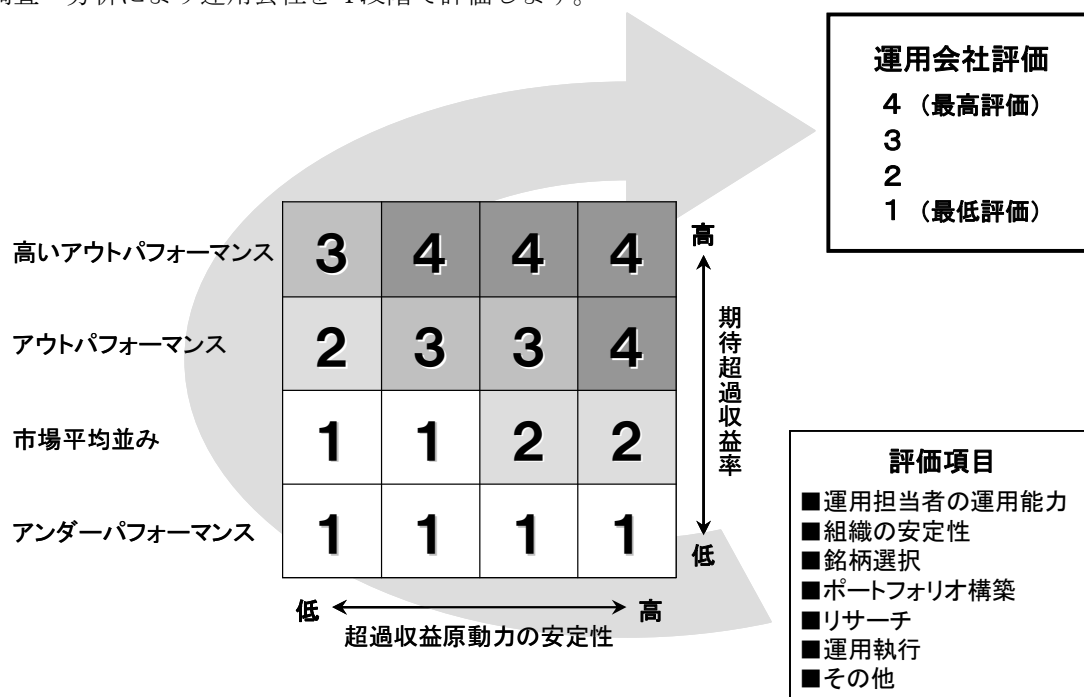 調査・分析により運用会社を4段階で評価します。
運用会社評価
4 （最高評価）
3
2
1 （最低評価）
高いアウトパフォーマンス 3 4 4 4
アウトパフォーマンス 2 3 3 4
市場平均並み 1 1 2 2
アンダーパフォーマンス 1 1 1 1
高
期待超過収益率
低
低 高
超過収益原動力の安定性
評価項目
■運用担当者の運用能力
■組織の安定性
■銘柄選択
■ポートフォリオ構築
■リサーチ
■運用執行
■その他